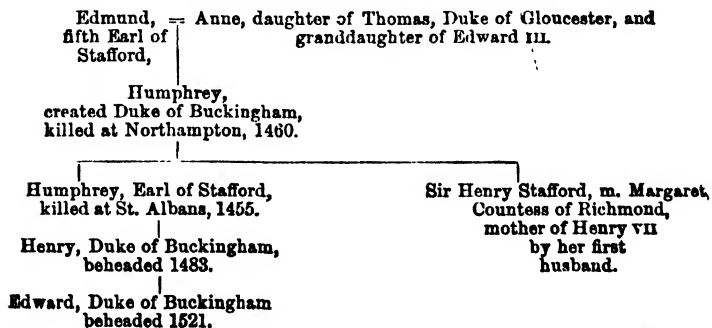 Edmund, = Anne, daughter of Thomas, Duke of Gloucester, and
fifth Earl of granddaughter of Edward III.
Stafford,
Humphrey,
created Duke of Buckingham,
killed at Northampton, 1460.
Humphrey, Earl of Stafford,
killed at St. Albans, 1455.
Henry, Duke of Buckingham,
beheaded 1483.
Edward, Duke of Buckingham
beheaded 1521.
Sir Henry Stafford, m. Margaret,
Countess of Richmond,
mother of Henry VII
by her first
husband.